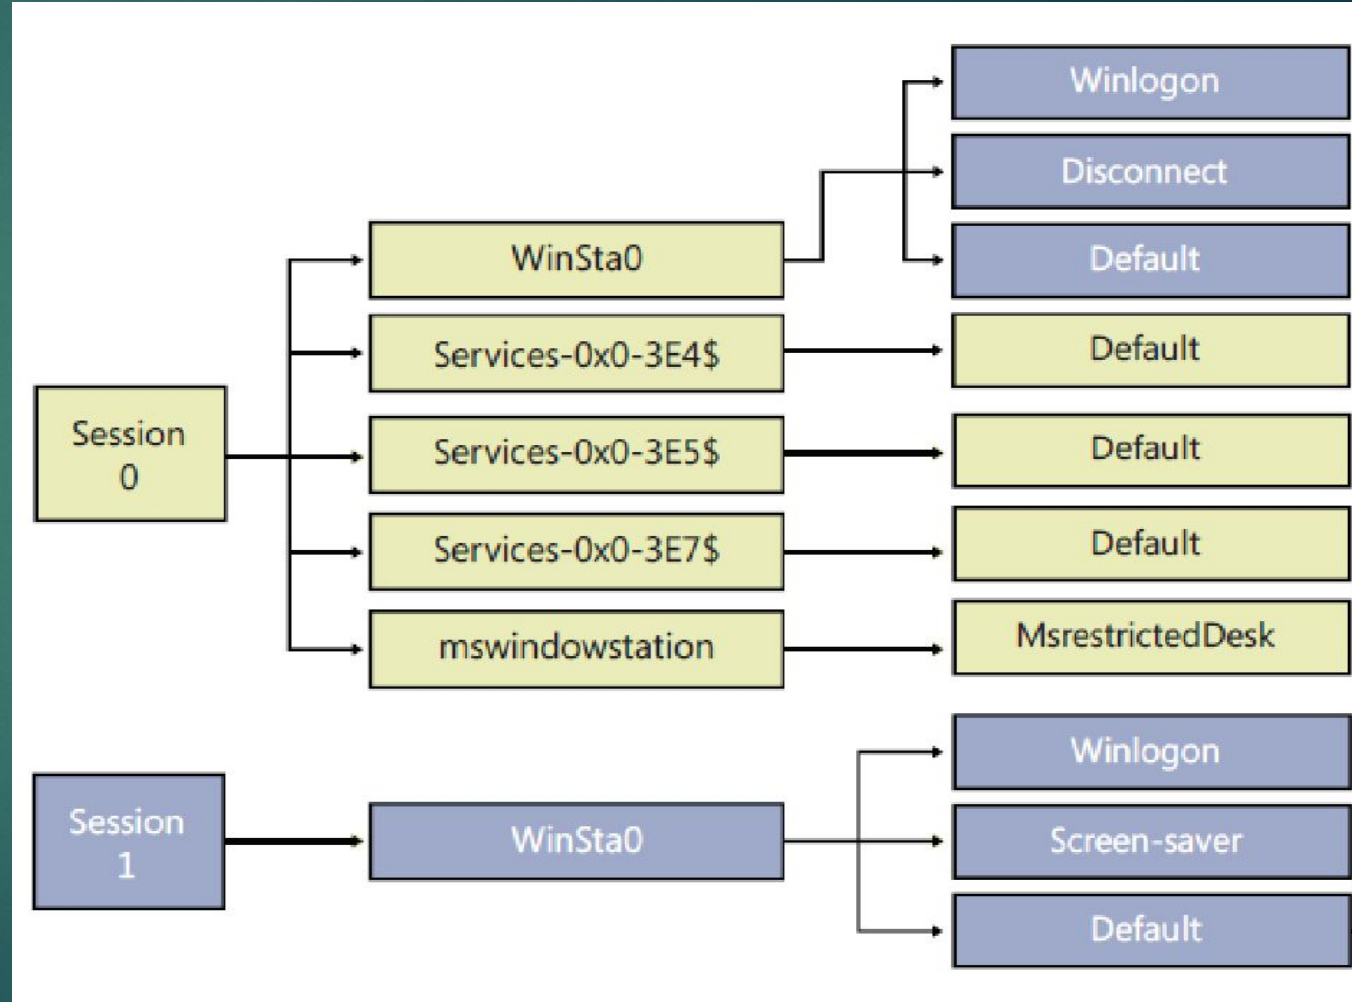 Winlogon
Disconnect
WinSta0
Default
Services-0x0-3E4$
Default
Session
0
Services-0x0-3E5$
Default
Services-0x0-3E7$
Default
mswindowstation
MsrestrictedDesk
Session
1
WinSta0
Winlogon
Screen-saver
Default